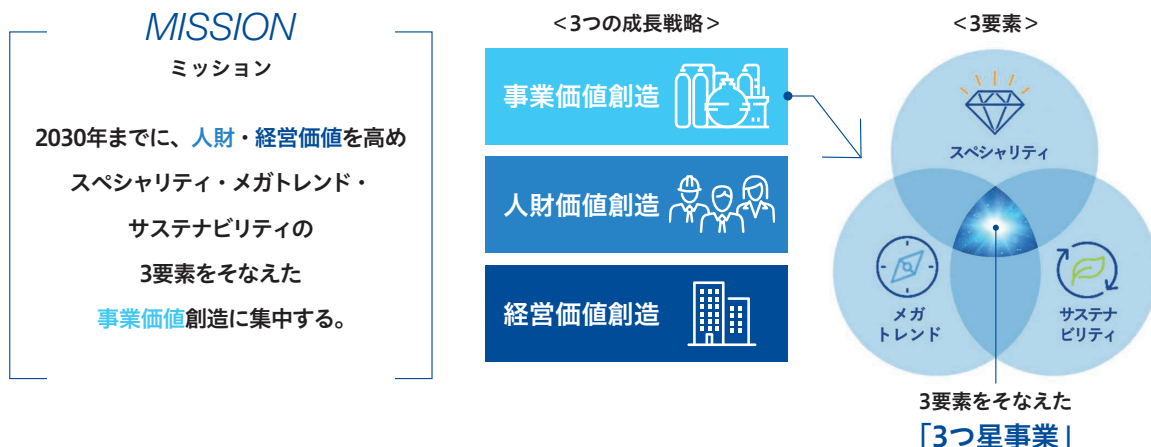 MISSION
ミッション
2030年までに、人財・経営価値を高め
スペシャリティ・メガトレンド・
サステナビリティの
3要素をそなえた
事業価値創造に集中する。
<3つの成長戦略>
事業価値創造
人財価値創造
経営価値創造
<3要素>
スペシャリティ
メガ
トレンド
サステナ
ビリティ
3要素をそなえた
「3つ星事業」